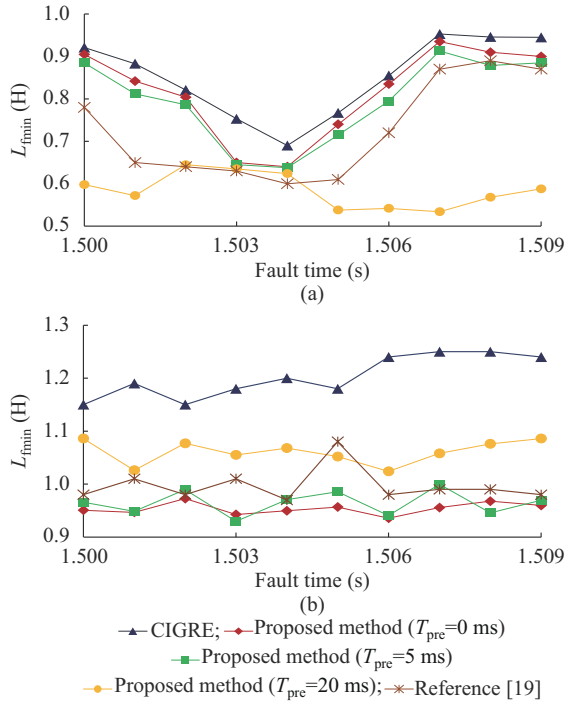 1.0
0.9
0.8
0.7
0.6
0.5
L_fmin (H)
1.500 1.503 1.506 1.509
Fault time (s)
(a)
1.3
1.2
1.1
1.0
0.9
L_fmin (H)
1.500 1.503 1.506 1.509
Fault time (s)
(b)
CIGRE; Proposed method (T_pre=0 ms)
Proposed method (T_pre=5 ms)
Proposed method (T_pre=20 ms); Reference [19]